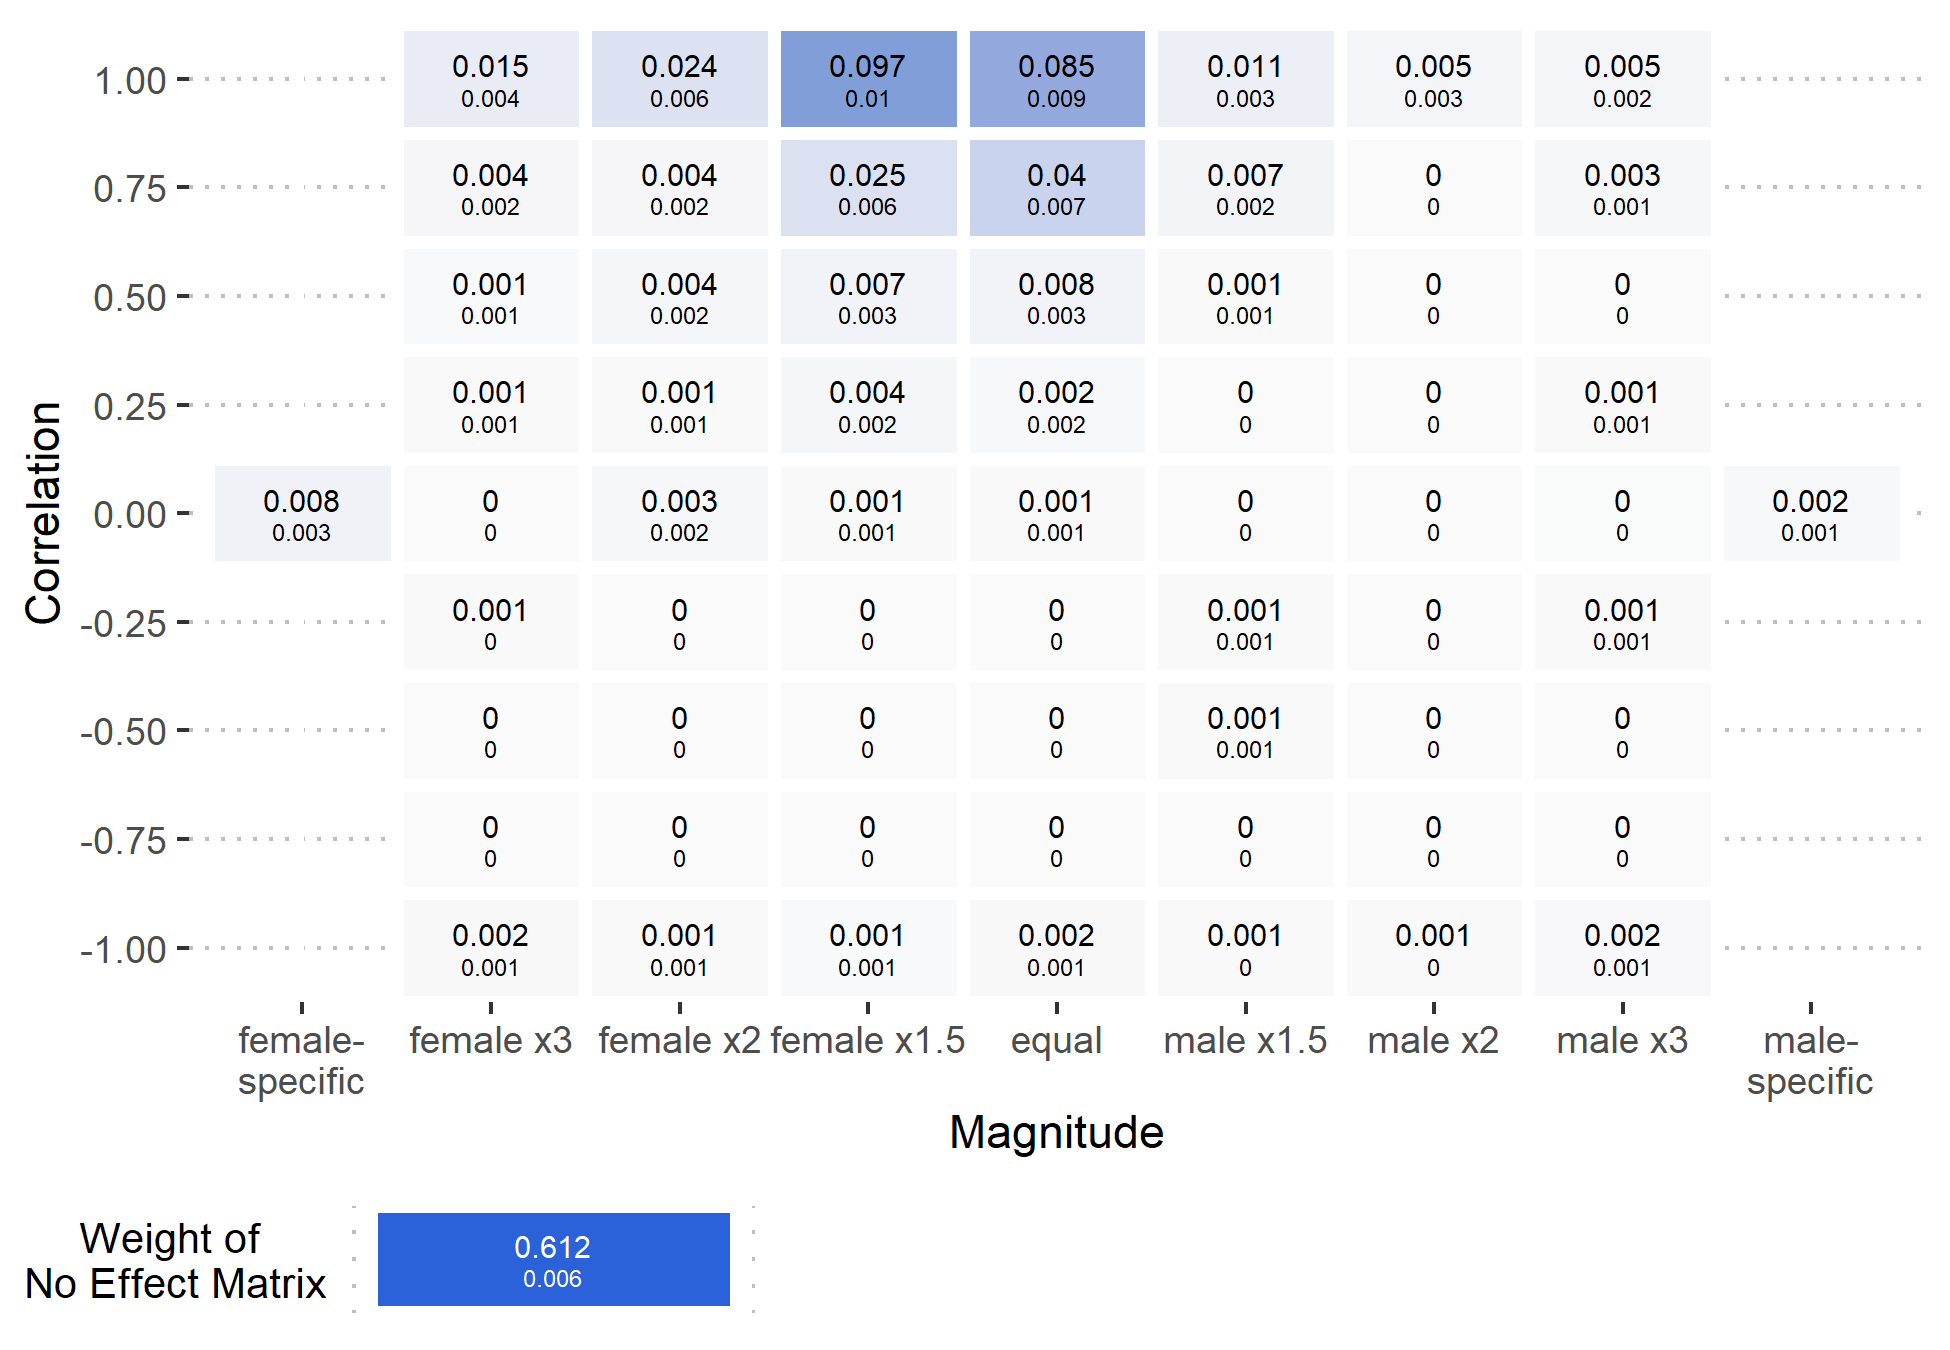 1.00 0.015 0.024 0.097 0.085 0.011 0.005 0.005
0.004 0.006 0.01 0.009 0.003 0.003 0.002
0.75 0.004 0.004 0.025 0.04 0.007 0 0.003
0.002 0.002 0.006 0.007 0.002 0 0.001
0.50 0.001 0.004 0.007 0.008 0.001 0 0
0.001 0.002 0.003 0.003 0.001 0 0
0.25 0.001 0.001 0.004 0.002 0 0 0.001
0.001 0.001 0.002 0.002 0 0 0.001
0.00 0.008 0 0.003 0.001 0.001 0 0 0 0.002
0.003 0 0.002 0.001 0.001 0 0 0 0.001
-0.25 0.001 0 0 0 0.001 0 0.001
0 0 0 0 0.001 0 0.001
-0.50 0 0 0 0 0.001 0 0
0 0 0 0 0.001 0 0
-0.75 0 0 0 0 0 0 0
0 0 0 0 0 0 0
-1.00 0.002 0.001 0.001 0.002 0.001 0.001 0.002
0.001 0.001 0.001 0.001 0 0 0.001
Correlation
female- female x3 female x2 female x1.5 equal male x1.5 male x2 male x3 male-
specific specific
Magnitude
Weight of
No Effect Matrix
0.612
0.006